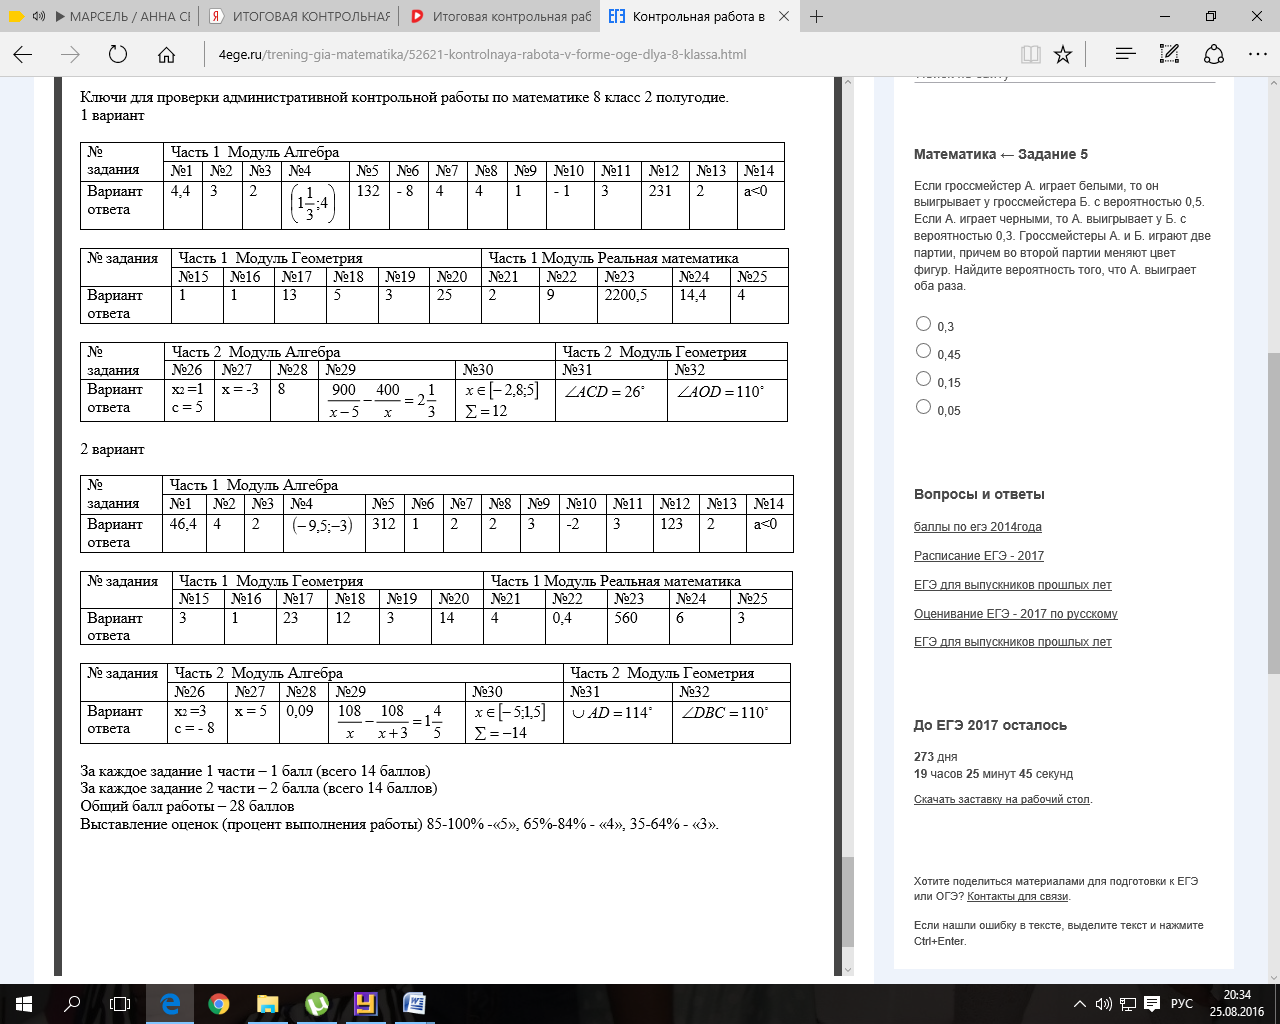 МАРСЕЛЬ / АННА СЕ
ИТОГОВАЯ КОНТРОЛЬНАЯ
Итоговая контрольная раб
Контрольная работа в
4ege.ru/trening-gia-matematika/52621-kontrolnaya-rabota-v-forme-oge-dlya-8-klassa.html
Ключи для проверки административной контрольной работы по математике 8 класс 2 полугодие.
1 вариант
№ задания Часть 1 Модуль Алгебра
№1 №2 №3 №4 №5 №6 №7 №8 №9 №10 №11 №12 №13 №14
Вариант ответа 4,4 3 2 (1 1/3;4) 132 - 8 4 4 1 - 1 3 231 2 а<0
№ задания Часть 1 Модуль Геометрия Часть 1 Модуль Реальная математика
№15 №16 №17 №18 №19 №20 №21 №22 №23 №24 №25
Вариант ответа 1 1 13 5 3 25 2 9 2200,5 14,4 4
№ задания Часть 2 Модуль Алгебра Часть 2 Модуль Геометрия
№26 №27 №28 №29 №30 №31 №32
Вариант ответа х2 =1 с = 5 х = -3 8 900/(x−5) − 400/x = 2 1/3 x ∈ [−2,8;5] ∑ = 12 ∠ACD = 26° ∠AOD = 110°
2 вариант
№ задания Часть 1 Модуль Алгебра
№1 №2 №3 №4 №5 №6 №7 №8 №9 №10 №11 №12 №13 №14
Вариант ответа 46,4 4 2 (−9,5;−3) 312 1 2 2 3 -2 3 123 2 а<0
№ задания Часть 1 Модуль Геометрия Часть 1 Модуль Реальная математика
№15 №16 №17 №18 №19 №20 №21 №22 №23 №24 №25
Вариант ответа 3 1 23 12 3 14 4 0,4 560 6 3
№ задания Часть 2 Модуль Алгебра Часть 2 Модуль Геометрия
№26 №27 №28 №29 №30 №31 №32
Вариант ответа х2 =3 с = - 8 х = 5 0,09 108/x − 108/(x+3) = 1 4/5 x ∈ [−5;1,5] ∑ = −14 ∪ AD = 114° ∠DBC = 110°
За каждое задание 1 части – 1 балл (всего 14 баллов)
За каждое задание 2 части – 2 балла (всего 14 баллов)
Общий балл работы – 28 баллов
Выставление оценок (процент выполнения работы) 85-100% -«5», 65%-84% - «4», 35-64% - «3».
Математика ← Задание 5
Если гроссмейстер А. играет белыми, то он
выигрывает у гроссмейстера Б. с вероятностью 0,5.
Если А. играет черными, то А. выигрывает у Б. с
вероятностью 0,3. Гроссмейстеры А. и Б. играют две
партии, причем во второй партии меняют цвет
фигур. Найдите вероятность того, что А. выиграет
оба раза.
0,3
0,45
0,15
0,05
Вопросы и ответы
баллы по егэ 2014года
Расписание ЕГЭ - 2017
ЕГЭ для выпускников прошлых лет
Оценивание ЕГЭ - 2017 по русскому
ЕГЭ для выпускников прошлых лет
До ЕГЭ 2017 осталось
273 дня
19 часов 25 минут 45 секунд
Скачать заставку на рабочий стол.
Хотите поделиться материалами для подготовки к ЕГЭ
или ОГЭ? Контакты для связи.
Если нашли ошибку в тексте, выделите текст и нажмите
Ctrl+Enter.
РУС
20:34
25.08.2016